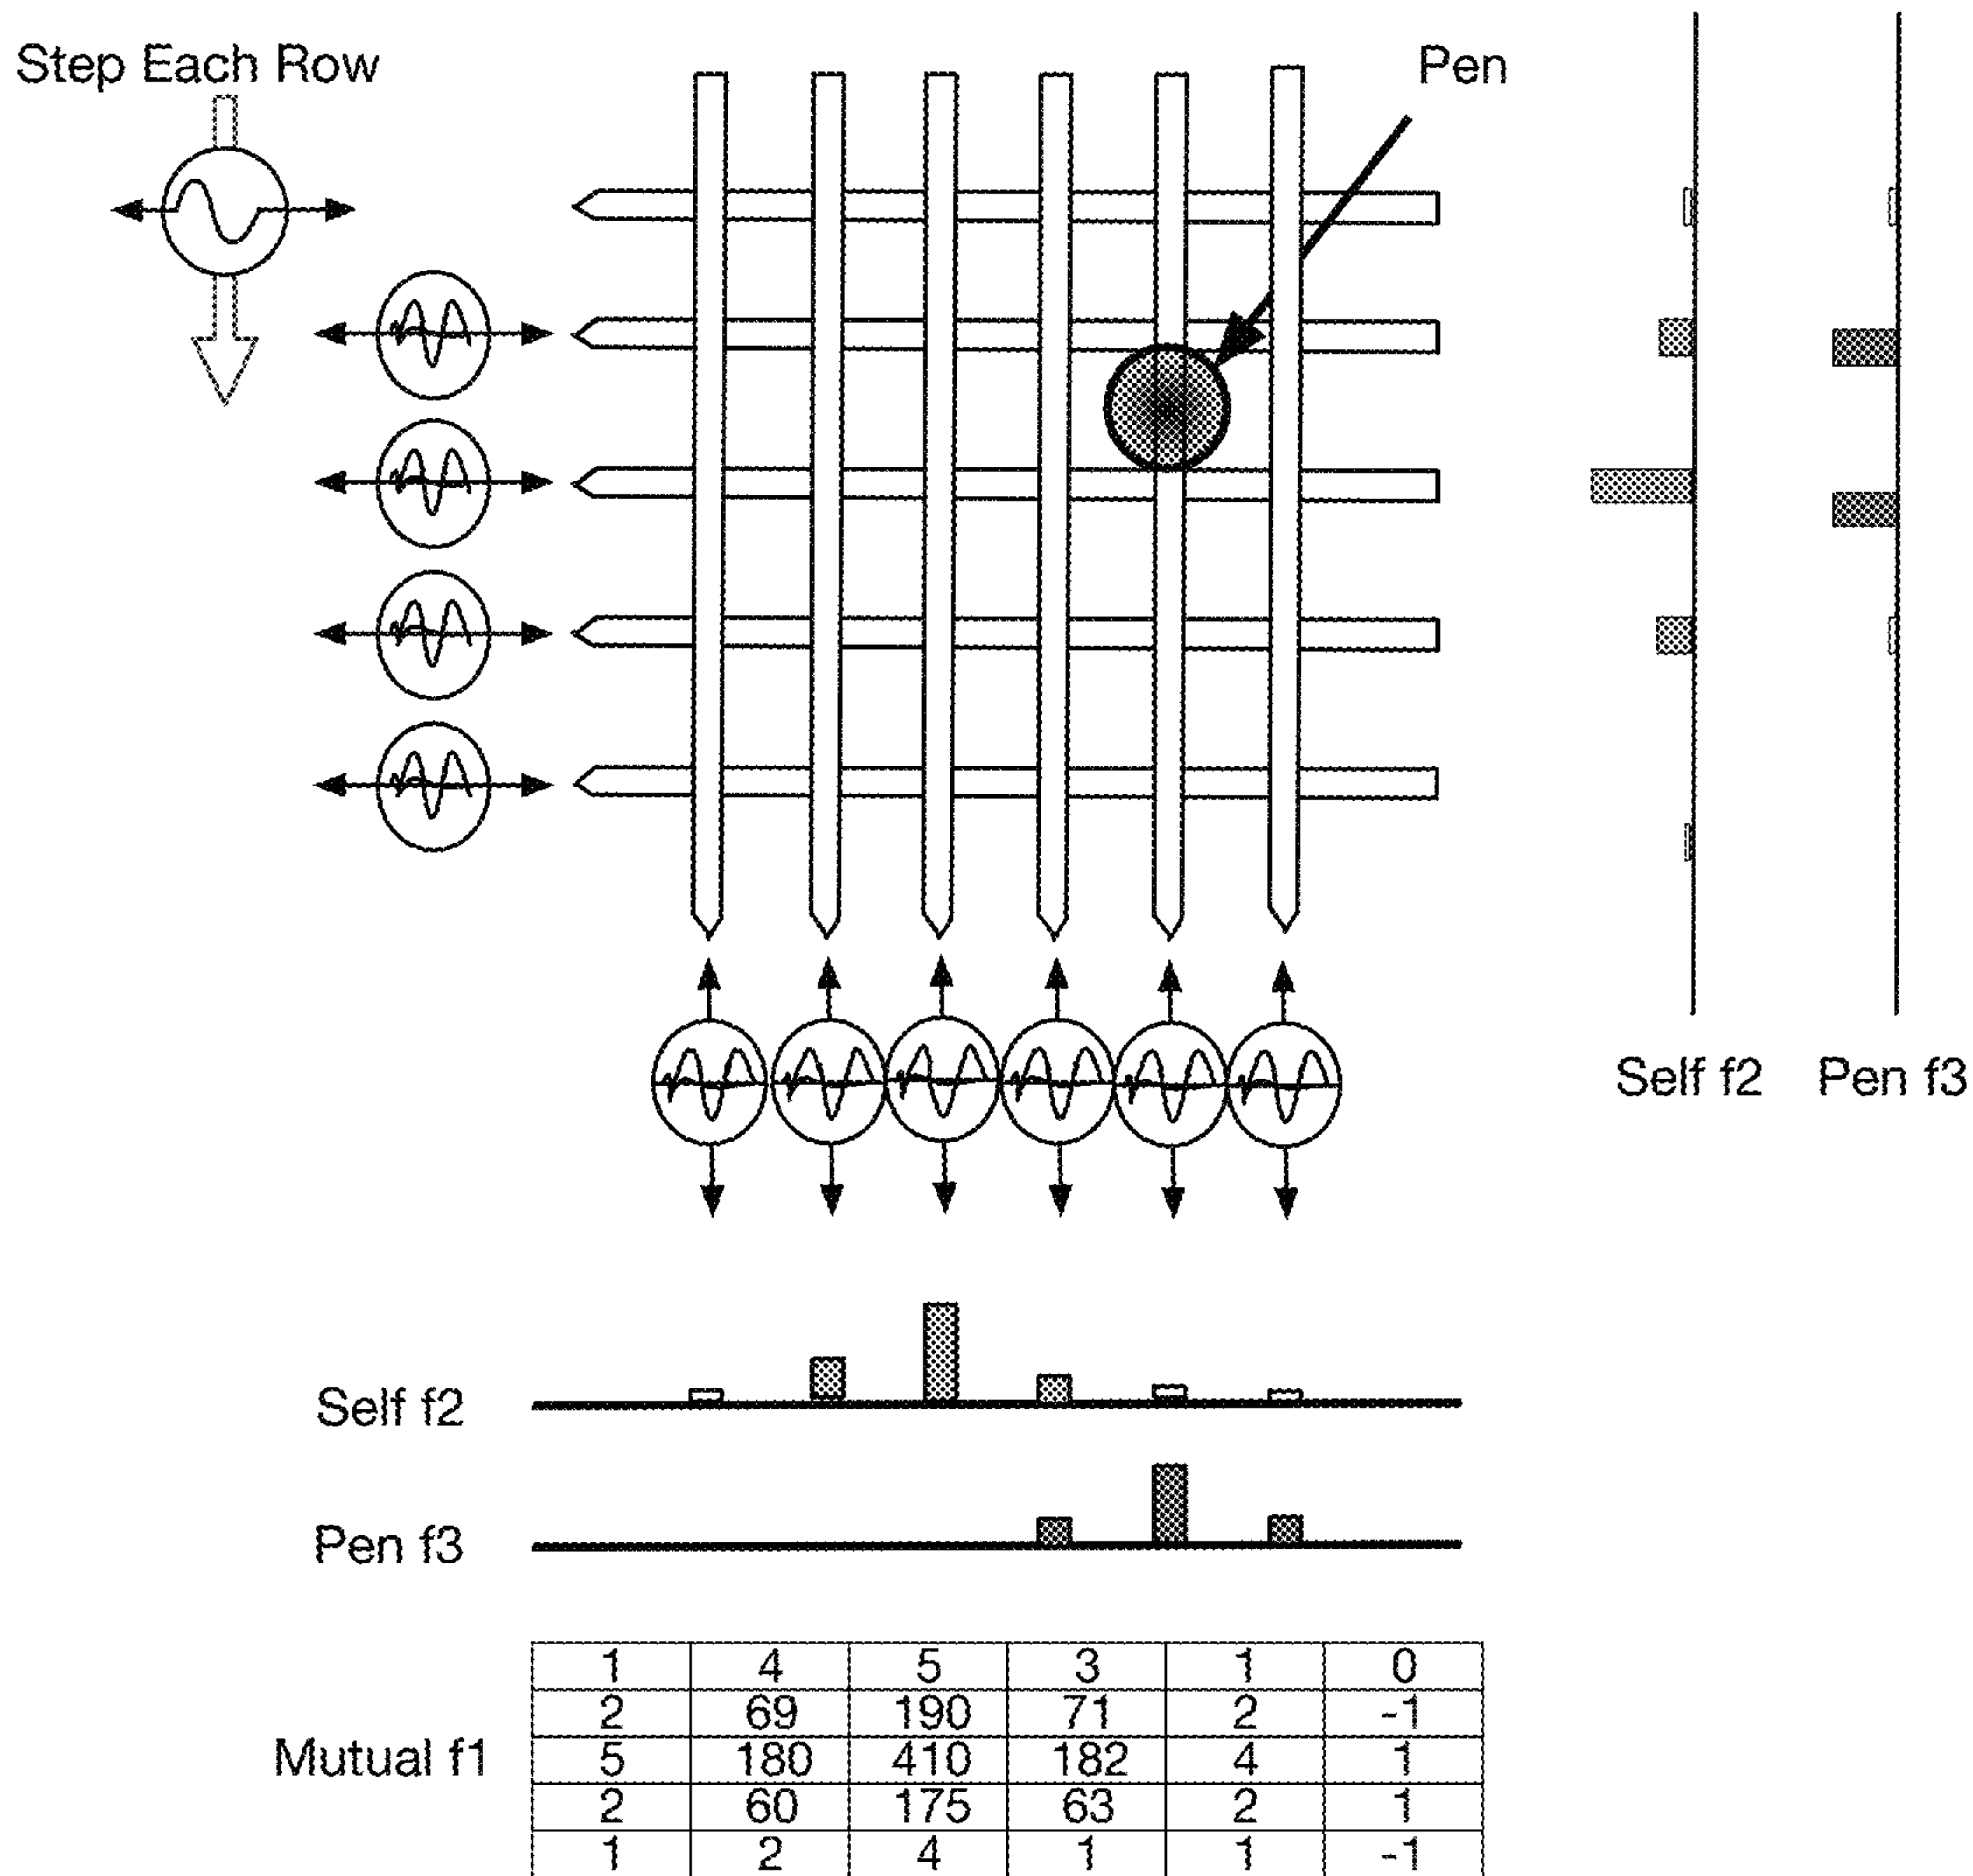 Step Each Row
Pen
Self f2 Pen f3
Self f2
Pen f3
Mutual f1
1 4 5 3 1 0
2 69 190 71 2 -1
5 180 410 182 4 1
2 60 175 63 2 1
1 2 4 1 1 -1